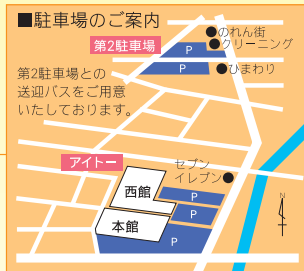 ■駐車場のご案内
●のれん街
●クリーニング
第2駐車場
P
P
●ひまわり
第2駐車場との
送迎バスをご用意
いたしております。
アイトー
セブン
イレブン●
西館
P
P
本館
P
N